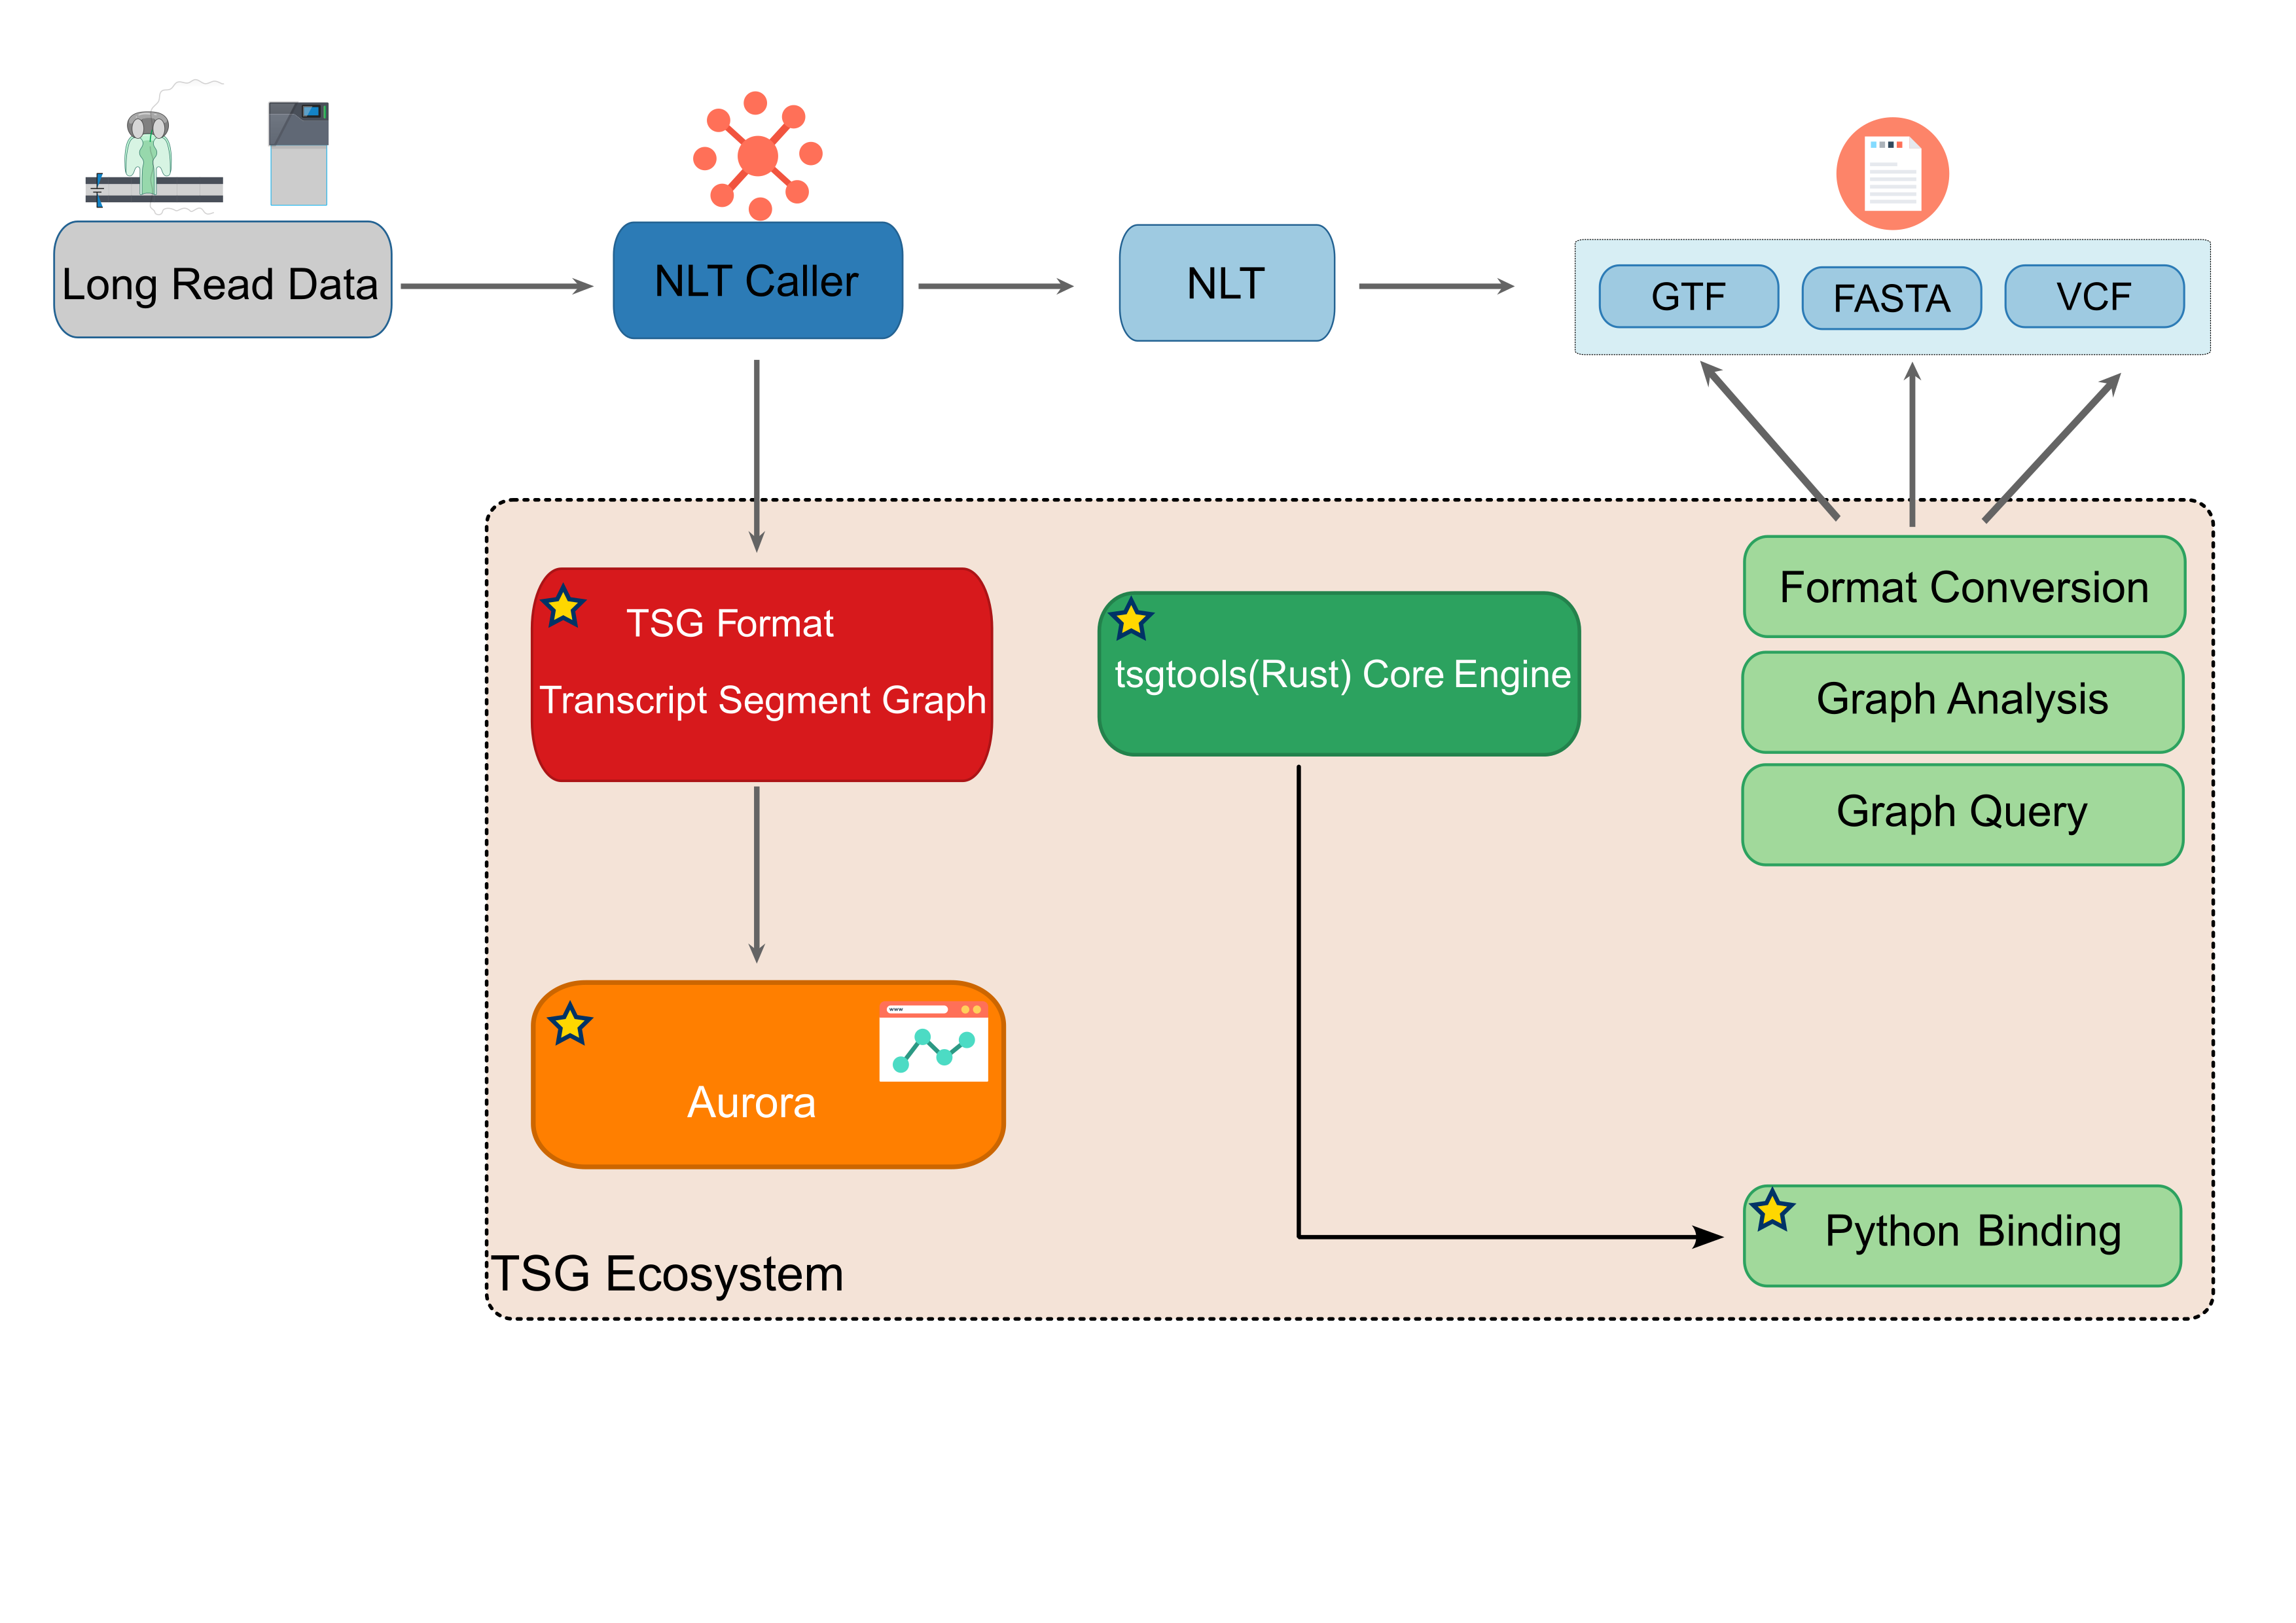 Long Read Data
NLT Caller
NLT
GTF
FASTA
VCF
TSG Format
Transcript Segment Graph
tsgtools(Rust) Core Engine
Format Conversion
Graph Analysis
Graph Query
www
Aurora
Python Binding
TSG Ecosystem